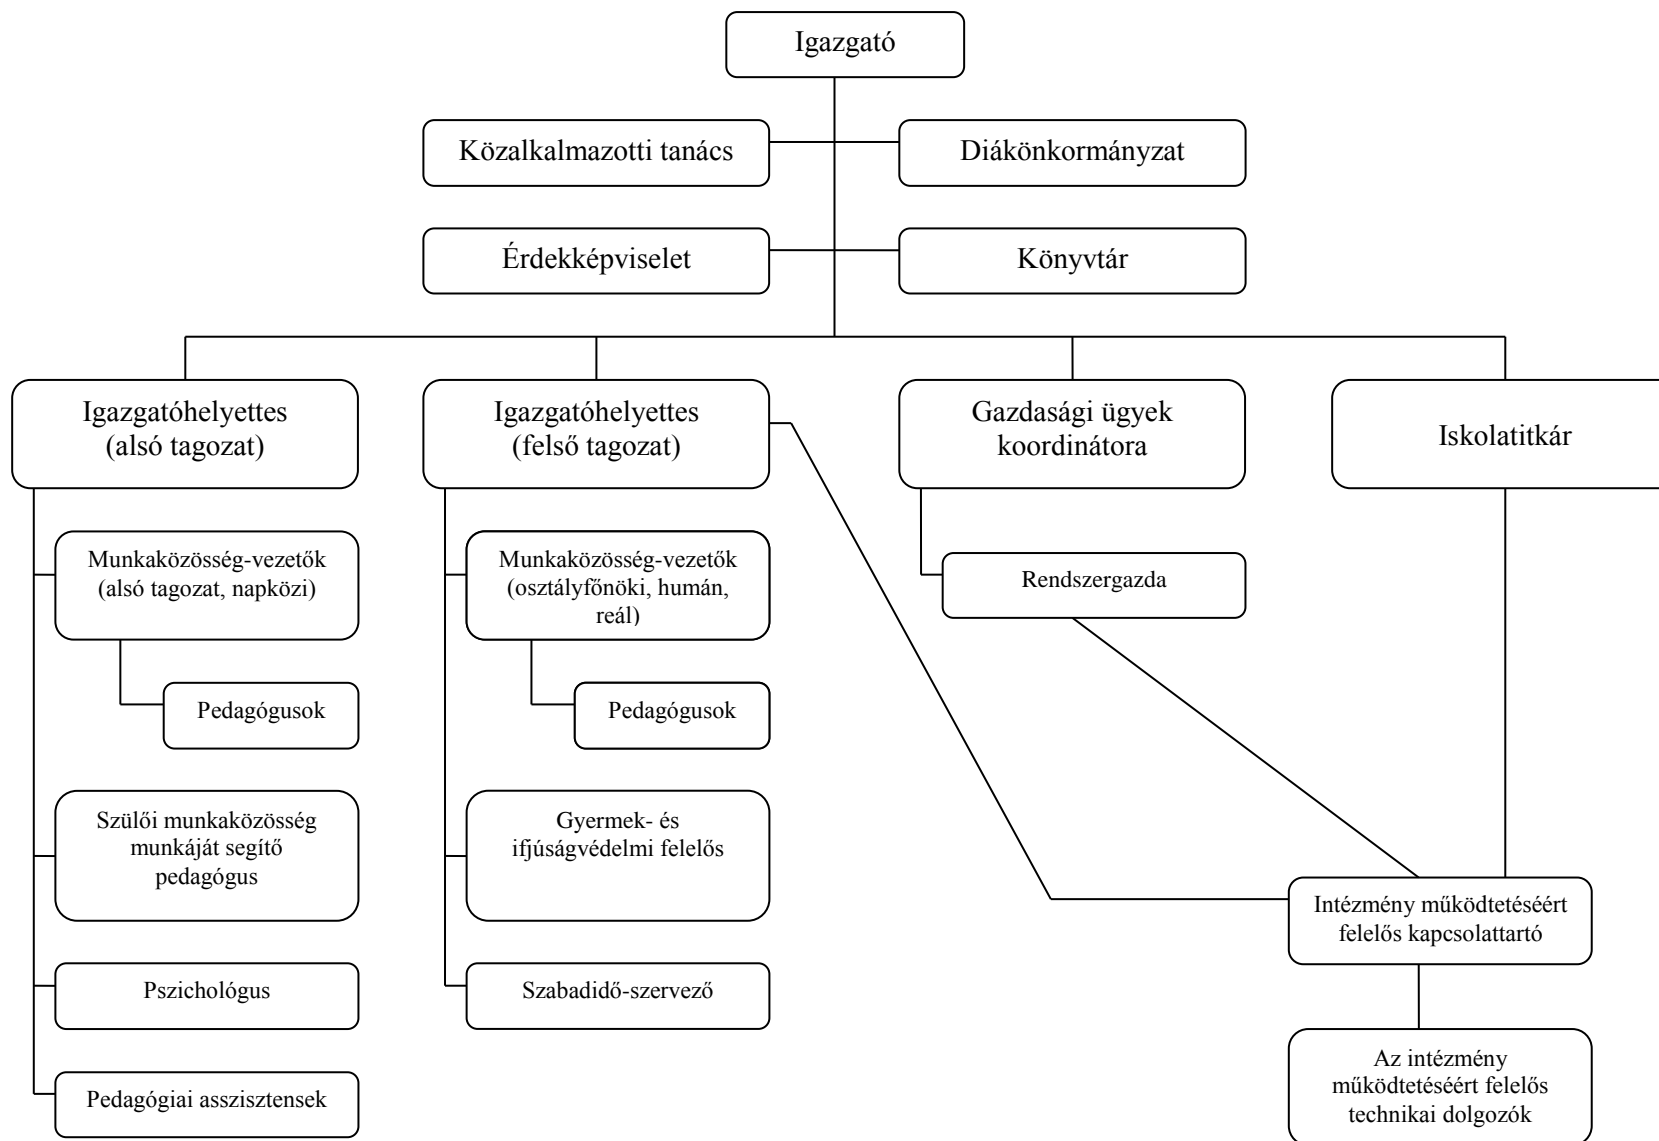 Igazgató
Közalkalmazotti tanács
Diákönkormányzat
Érdekképviselet
Könyvtár
Igazgatóhelyettes
(alsó tagozat)
Igazgatóhelyettes
(felső tagozat)
Gazdasági ügyek
koordinátora
Iskolatitkár
Munkaközösség-vezetők
(alsó tagozat, napközi)
Munkaközösség-vezetők
(osztályfőnöki, humán,
reál)
Rendszergazda
Pedagógusok
Pedagógusok
Szülői munkaközösség
munkáját segítő
pedagógus
Gyermek- és
ifjúságvédelmi felelős
Intézmény működtetéséért
felelős kapcsolattartó
Pszichológus
Szabadidő-szervező
Az intézmény
működtetéséért felelős
technikai dolgozók
Pedagógiai asszisztensek